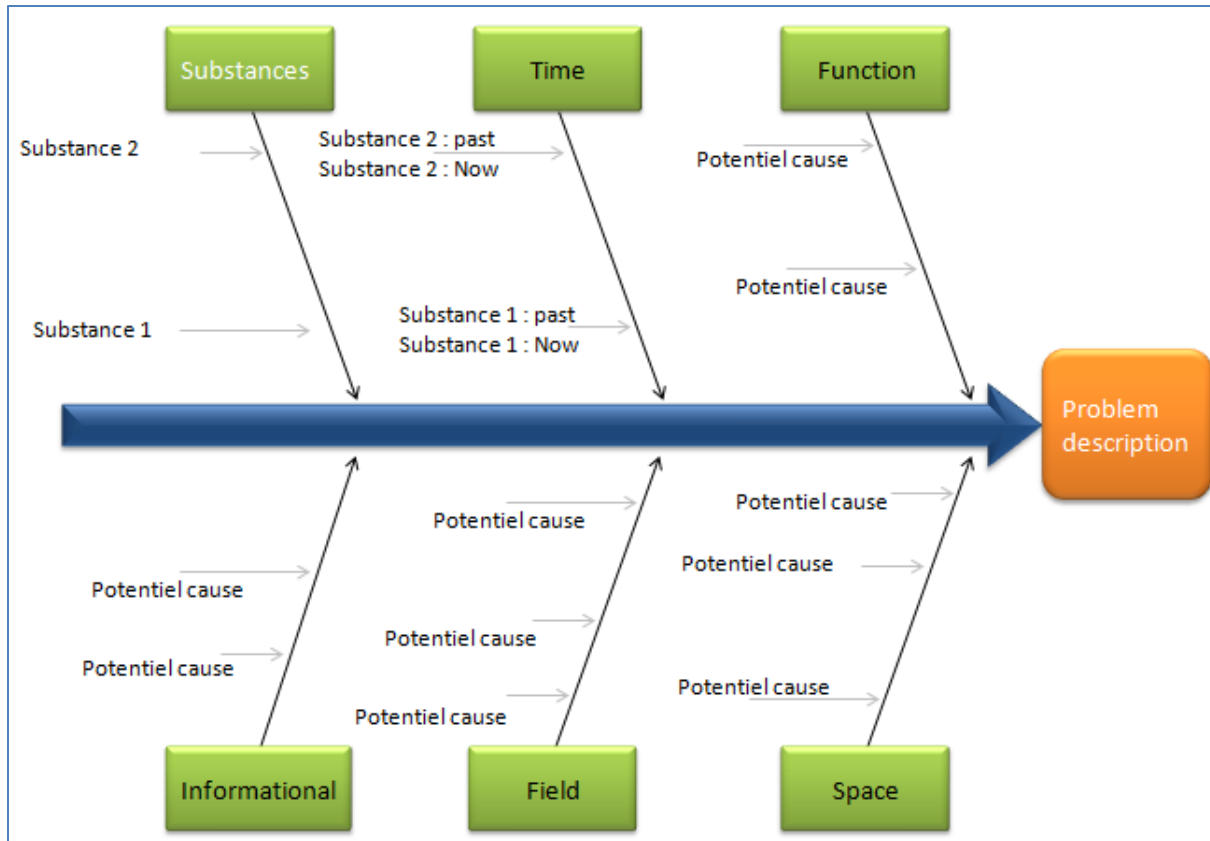 Substances
Time
Function
Substance 2
Substance 2 : past
Substance 2 : Now
Potentiel cause
Potentiel cause
Substance 1
Substance 1 : past
Substance 1 : Now
Problem
description
Potentiel cause
Potentiel cause
Potentiel cause
Potentiel cause
Potentiel cause
Potentiel cause
Potentiel cause
Potentiel cause
Informational
Field
Space